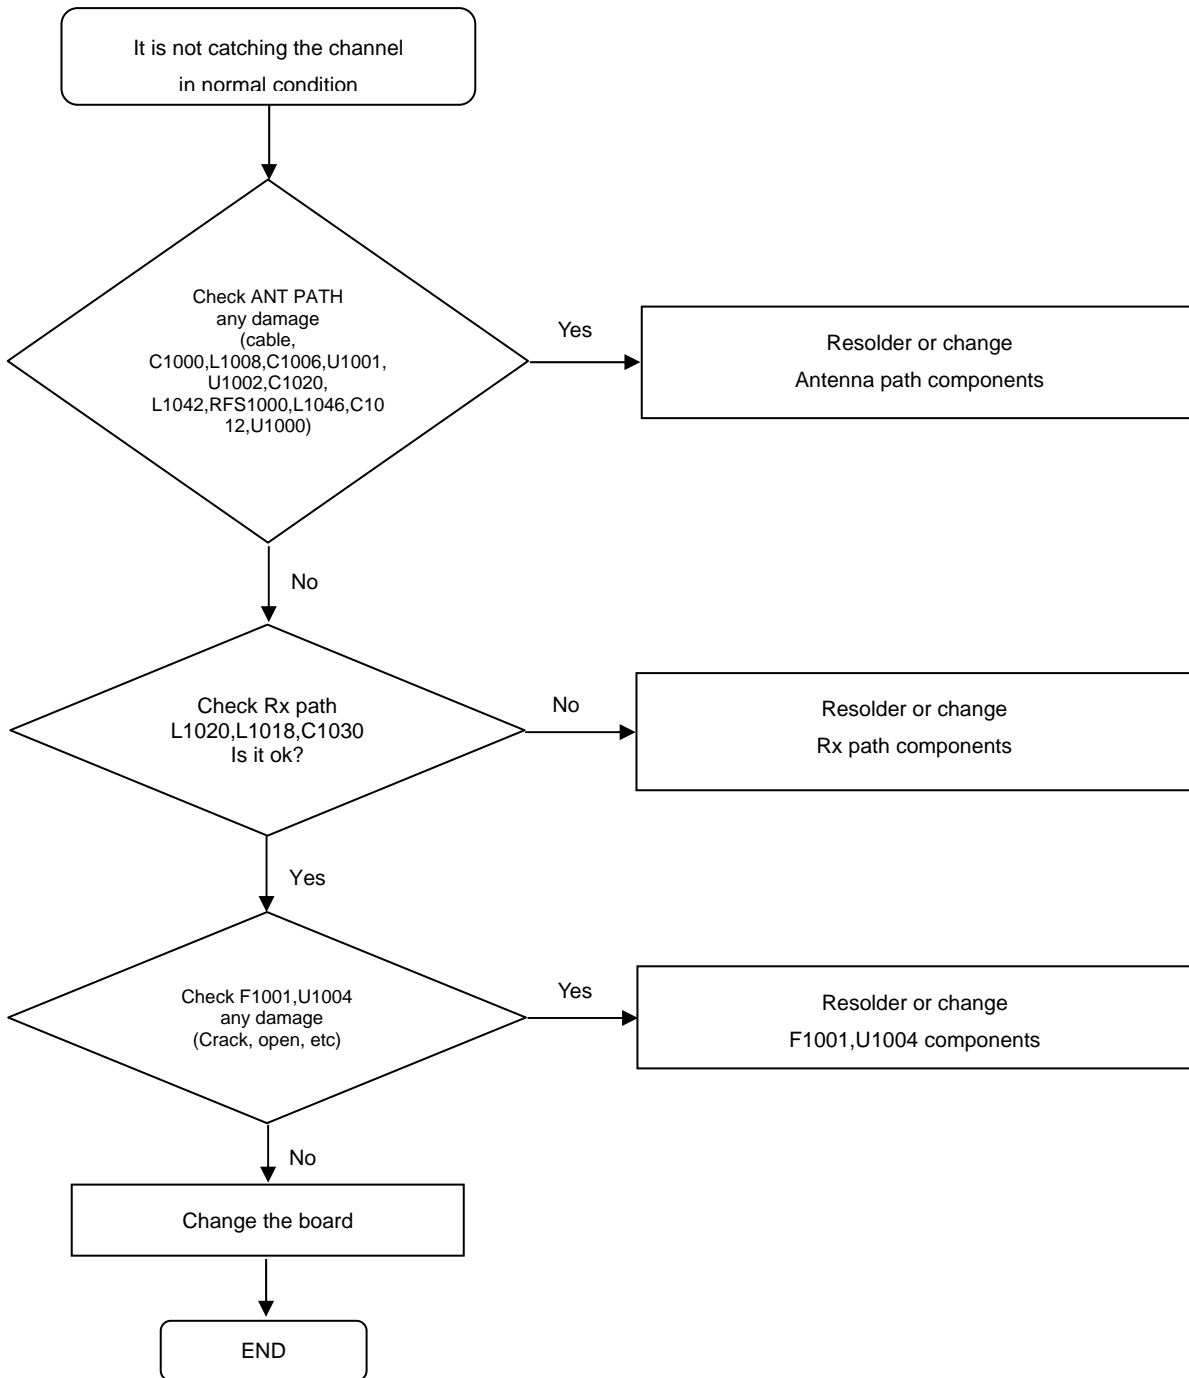 It is not catching the channel
in normal condition
Check ANT PATH
any damage
(cable,
C1000,L1008,C1006,U1001,
U1002,C1020,
L1042,RFS1000,L1046,C10
12,U1000)
Yes
Resolder or change
Antenna path components
No
Check Rx path
L1020,L1018,C1030
Is it ok?
No
Resolder or change
Rx path components
Yes
Check F1001,U1004
any damage
(Crack, open, etc)
Yes
Resolder or change
F1001,U1004 components
No
Change the board
END